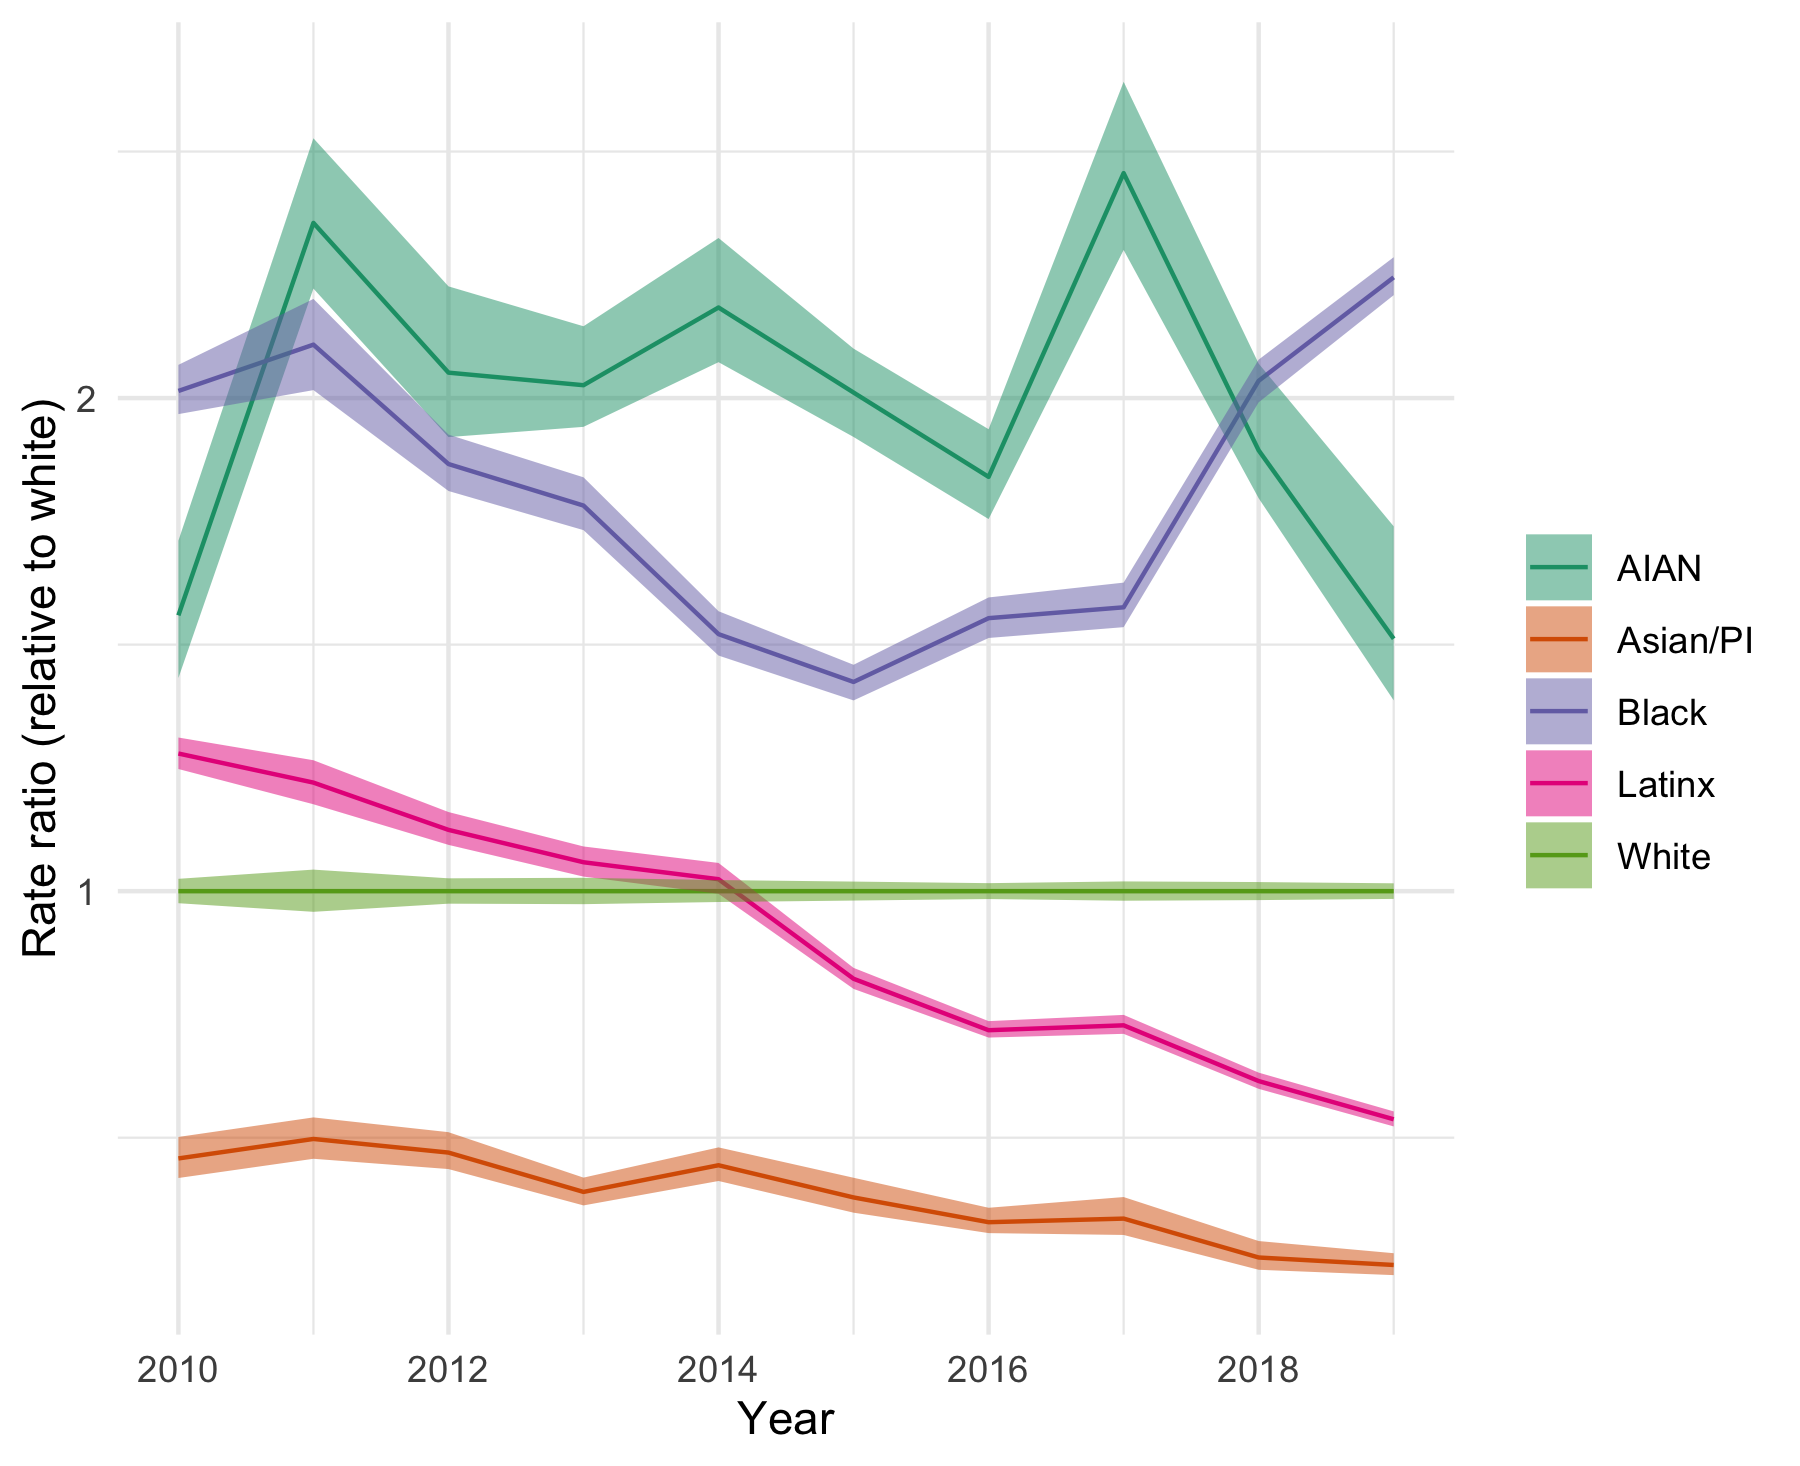 Rate ratio (relative to white)
2
1
2010 2012 2014 2016 2018
Year
AIAN
Asian/PI
Black
Latinx
White